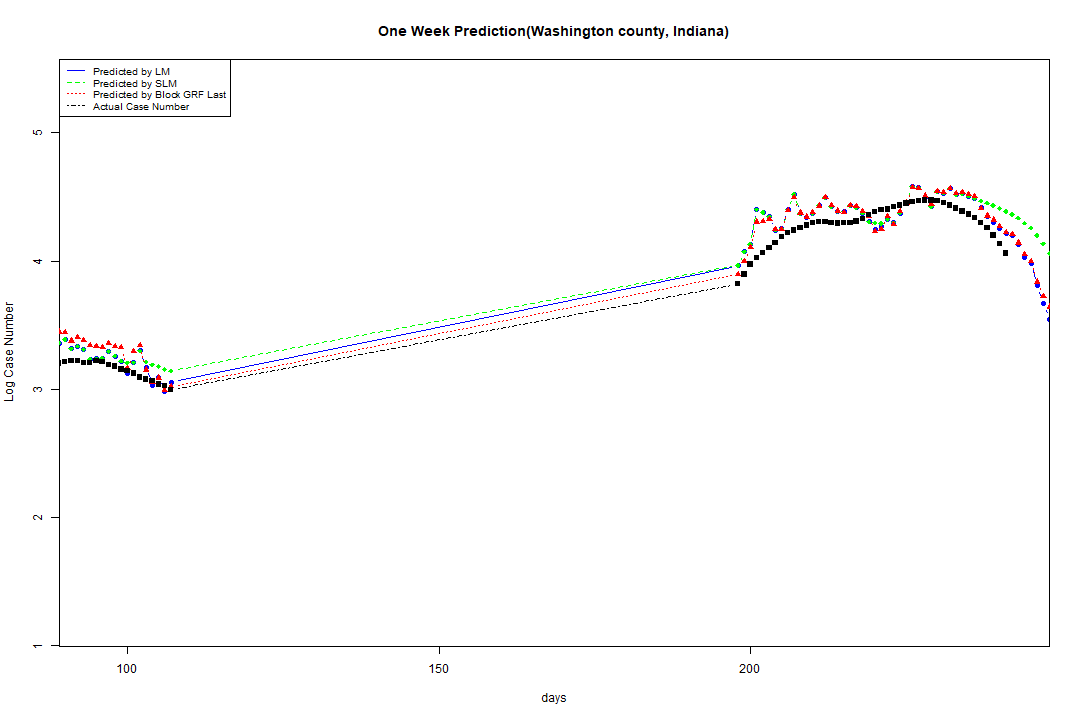 One Week Prediction(Washington county, Indiana)
Predicted by LM
Predicted by SLM
Predicted by Block GRF Last
Actual Case Number
5
4
3
2
1
Log Case Number
100 150 200
days